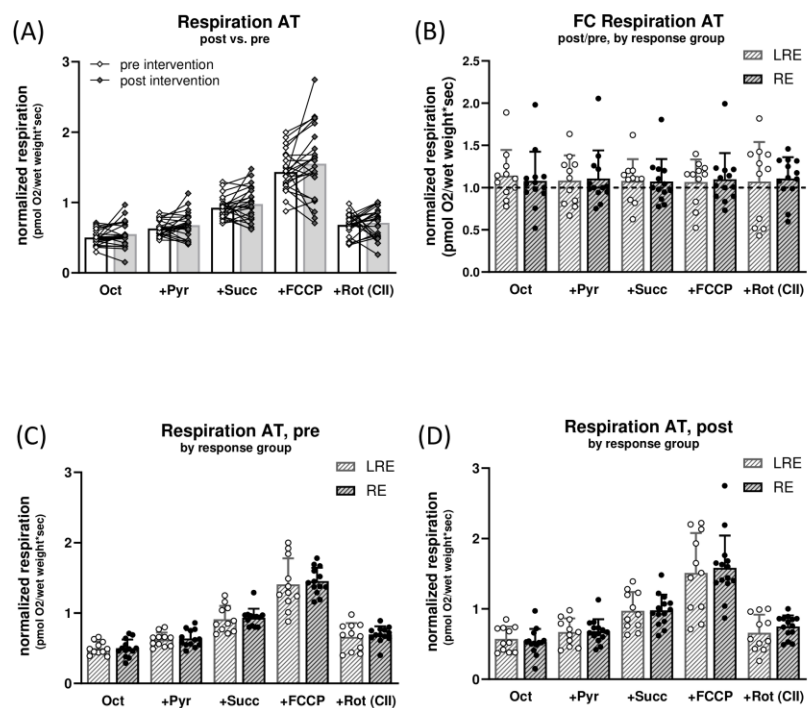 (A)
Respiration AT
post vs. pre
pre intervention
post intervention
normalized respiration
(pmol O2/wet weight*sec)
3
2
1
0
Oct
+Pyr
+Succ
+FCCP
+Rot (CII)
(B)
FC Respiration AT
post/pre, by response group
LRE
RE
normalized respiration
(pmol O2/wet weight*sec)
2.5
2.0
1.5
1.0
0.5
0.0
Oct
+Pyr
+Succ
+FCCP
+Rot (CII)
(C)
Respiration AT, pre
by response group
LRE
RE
normalized respiration
(pmol O2/wet weight*sec)
3
2
1
0
Oct
+Pyr
+Succ
+FCCP
+Rot (CII)
(D)
Respiration AT, post
by response group
LRE
RE
normalized respiration
(pmol O2/wet weight*sec)
3
2
1
0
Oct
+Pyr
+Succ
+FCCP
+Rot (CII)